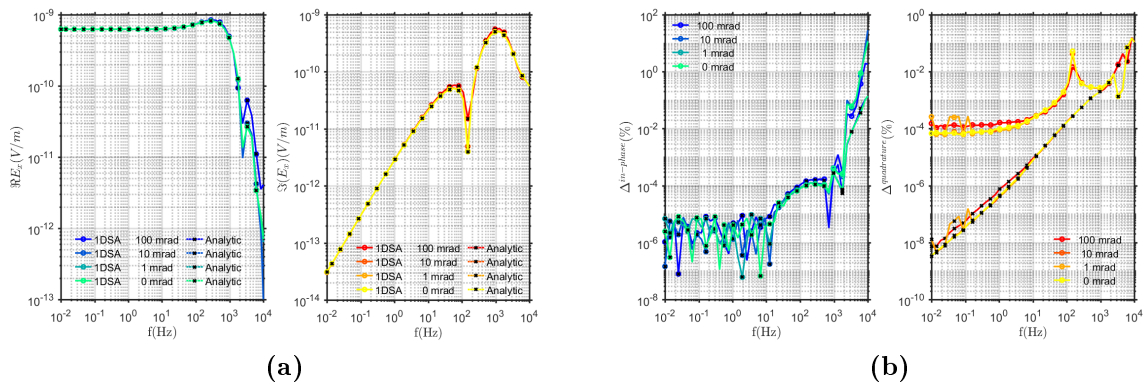 10^-9
10^-10
10^-11
10^-12
10^-13
ℜE_x(V/m)
1DSA 100 mrad Analytic
1DSA 10 mrad Analytic
1DSA 1 mrad Analytic
1DSA 0 mrad Analytic
10^-2 10^-1 10^0 10^1 10^2 10^3 10^4
f(Hz)
10^-9
10^-10
10^-11
10^-12
10^-13
10^-14
ℑ(E_x)(V/m)
1DSA 100 mrad Analytic
1DSA 10 mrad Analytic
1DSA 1 mrad Analytic
1DSA 0 mrad Analytic
10^-2 10^-1 10^0 10^1 10^2 10^3 10^4
f(Hz)
(a)
10^2
10^0
10^-2
10^-4
10^-6
10^-8
Δ^in-phase(%)
100 mrad
10 mrad
1 mrad
0 mrad
10^-2 10^-1 10^0 10^1 10^2 10^3 10^4
f(Hz)
10^0
10^-2
10^-4
10^-6
10^-8
10^-10
Δ^quadrature(%)
100 mrad
10 mrad
1 mrad
0 mrad
10^-2 10^-1 10^0 10^1 10^2 10^3 10^4
f(Hz)
(b)